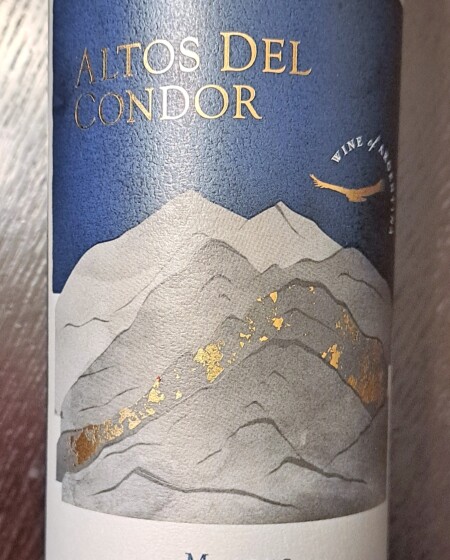 ALTOS DEL
CONDOR
WINE of ARGENTINA